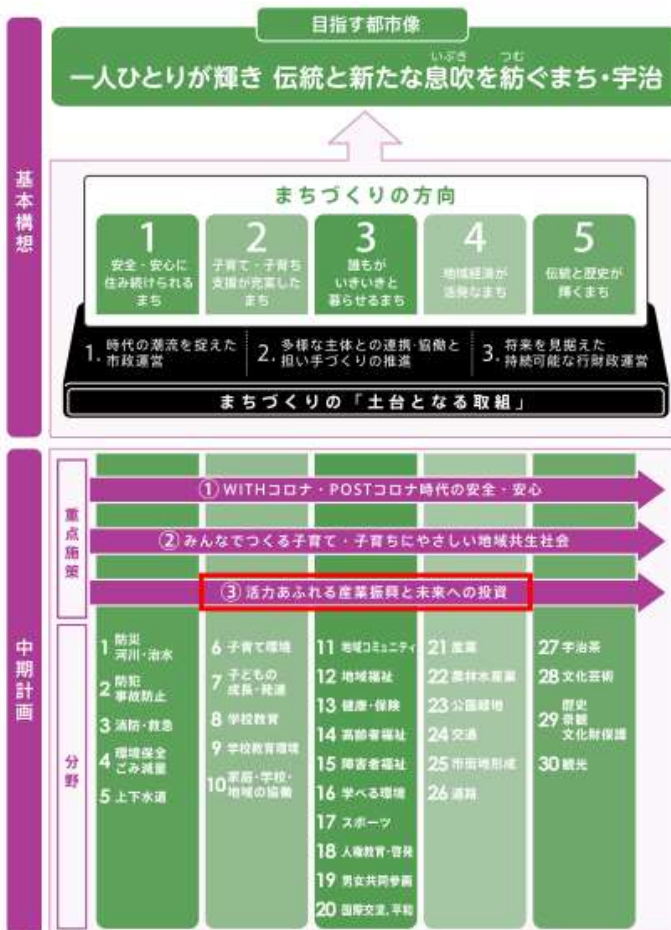 目指す都市像
いぶき つむ
一人ひとりが輝き 伝統と新たな息吹を紡ぐまち・宇治
基本構想
まちづくりの方向
1
安全・安心に
住み続けられる
まち
2
子育て・子育ち
支援が充実した
まち
3
誰もが
いきいきと
暮らせるまち
4
地域経済が
活発なまち
5
伝統と歴史が
輝くまち
1. 時代の潮流を捉えた
市政運営
2. 多様な主体との連携・協働と
担い手づくりの推進
3. 将来を見据えた
持続可能な行財政運営
まちづくりの「土台となる取組」
中期計画
重点施策
① WITHコロナ・POSTコロナ時代の安全・安心
② みんなでつくる子育て・子育ちにやさしい地域共生社会
③ 活力あふれる産業振興と未来への投資
分野
1 防災
河川・治水
2 防犯
事故防止
3 消防・救急
4 環境保全
ごみ減量
5 上下水道
6 子育て環境
7 子どもの
成長・発達
8 学校教育
9 学校教育環境
10 家庭・学校・
地域の協働
11 地域コミュニティ
12 地域福祉
13 健康・保険
14 高齢者福祉
15 障害者福祉
16 学べる環境
17 スポーツ
18 人権教育・啓発
19 男女共同参画
20 国際交流、平和
21 産業
22 農林水産業
23 公園緑地
24 交通
25 市街地形成
26 道路
27 宇治茶
28 文化芸術
29 歴史
景観
文化財保護
30 観光